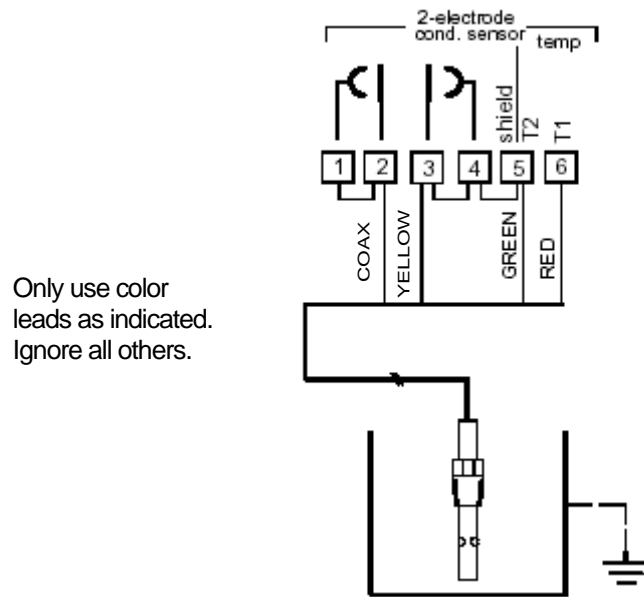 2-electrode
cond. sensor
temp
shield
T2
T1
1 2 3 4 5 6
COAX
YELLOW
GREEN
RED
Only use color
leads as indicated.
Ignore all others.